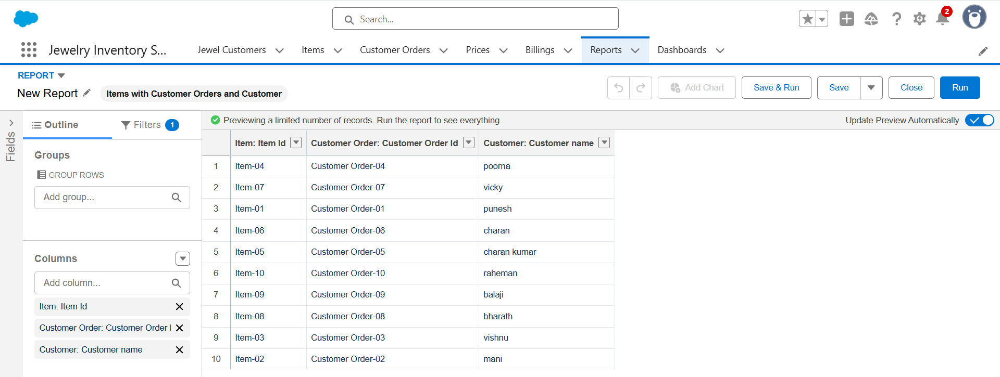 Search...
2
Jewelry Inventory S...
Jewel Customers
Items
Customer Orders
Prices
Billings
Reports
Dashboards
REPORT
New Report
Items with Customer Orders and Customer
Add Chart
Save & Run
Save
Close
Run
Fields
Outline
Filters 1
Previewing a limited number of records. Run the report to see everything.
Update Preview Automatically
Groups
GROUP ROWS
Add group...
Columns
Add column...
Item: Item Id
Customer Order: Customer Order I
Customer: Customer name
Item: Item Id Customer Order: Customer Order Id Customer: Customer name
1 Item-04 Customer Order-04 poorna
2 Item-07 Customer Order-07 vicky
3 Item-01 Customer Order-01 punesh
4 Item-06 Customer Order-06 charan
5 Item-05 Customer Order-05 charan kumar
6 Item-10 Customer Order-10 raheman
7 Item-09 Customer Order-09 balaji
8 Item-08 Customer Order-08 bharath
9 Item-03 Customer Order-03 vishnu
10 Item-02 Customer Order-02 mani